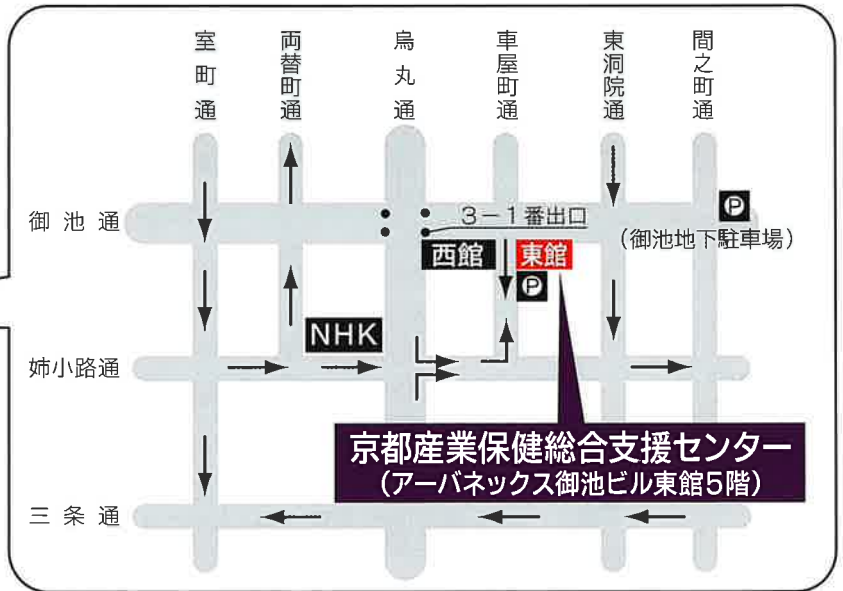 室町通
両替町通
烏丸通
車屋町通
東洞院通
間之町通
御池通
3-1番出口
P
(御池地下駐車場)
西館
東館
P
NHK
姉小路通
京都産業保健総合支援センター
(アーバネックス御池ビル東館5階)
三条通